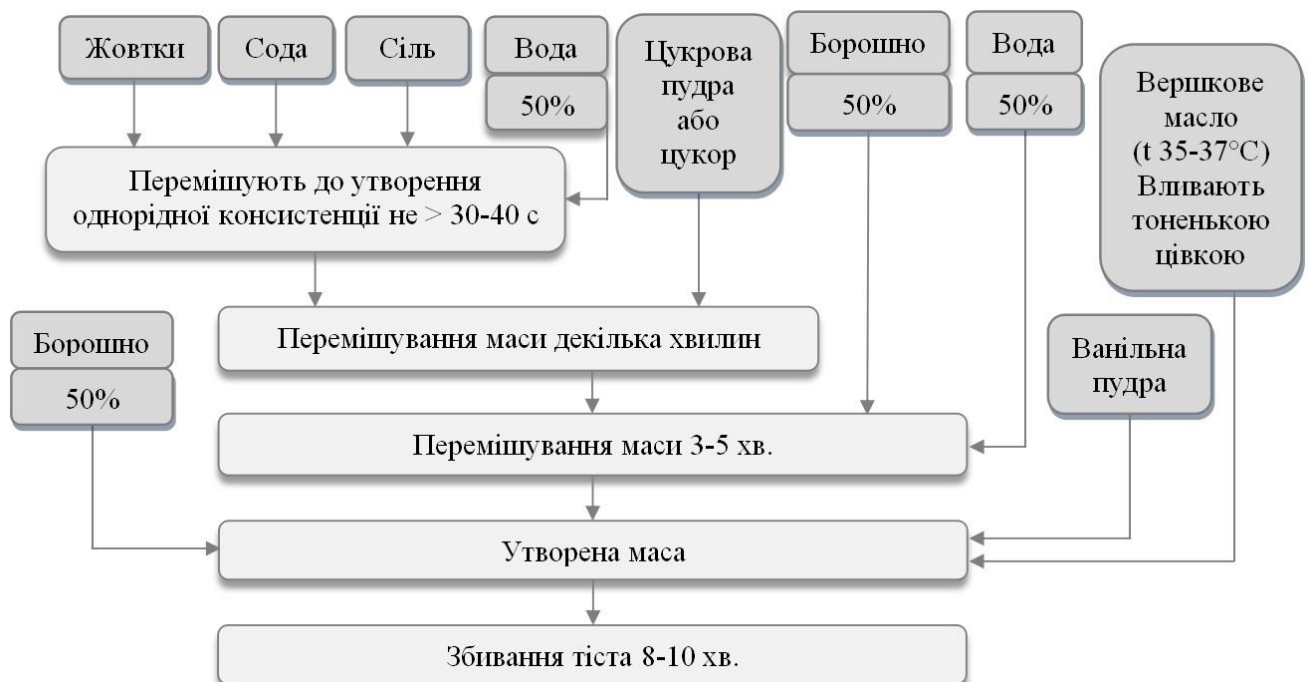 Жовтки
Сода
Сіль
Вода
50%
Цукрова
пудра
або
цукор
Борошно
50%
Вода
50%
Вершкове
масло
(t 35-37°C)
Вливають
тоненькою
цівкою
Перемішують до утворення
однорідної консистенції не > 30-40 с
Перемішування маси декілька хвилин
Борошно
50%
Ванільна
пудра
Перемішування маси 3-5 хв.
Утворена маса
Збивання тіста 8-10 хв.